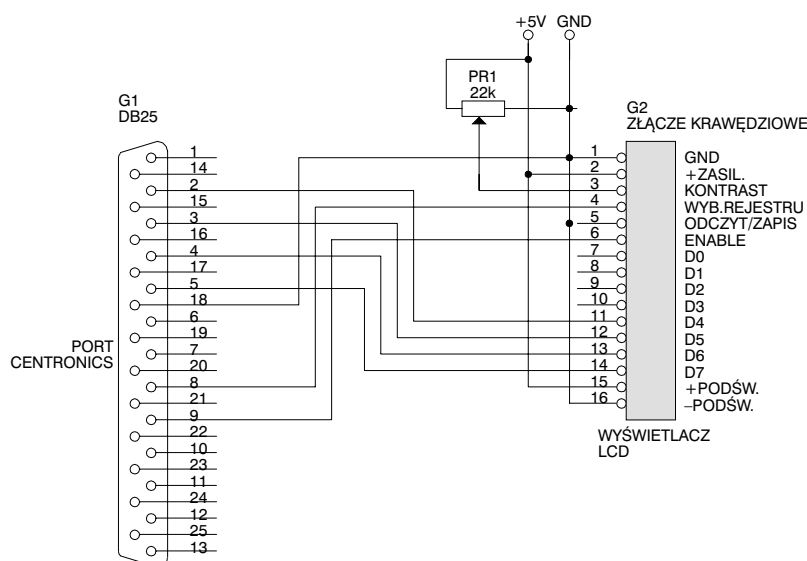 +5V
GND
PR1
22k
G1
DB25
1
14
2
15
3
16
4
17
5
18
6
19
7
20
8
21
9
22
10
23
11
24
12
25
13
PORT
CENTRONICS
G2
ZŁĄCZE KRAWĘDZIOWE
1 GND
2 +ZASIL.
3 KONTRAST
4 WYB.REJESTRU
5 ODCZYT/ZAPIS
6 ENABLE
7 D0
8 D1
9 D2
10 D3
11 D4
12 D5
13 D6
14 D7
15 +PODŚW.
16 –PODŚW.
WYŚWIETLACZ
LCD